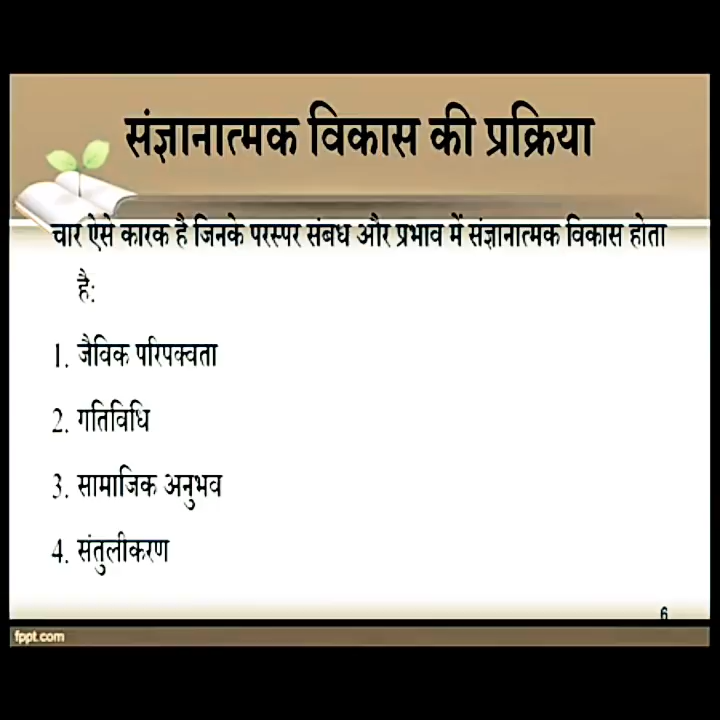 संज्ञानात्मक विकास की प्रक्रिया
चार ऐसे कारक है जिनके परस्पर संबध और प्रभाव में संज्ञानात्मक विकास होता
है:
1. जैविक परिपक्वता
2. गतिविधि
3. सामाजिक अनुभव
4. संतुलीकरण
6
fppt.com